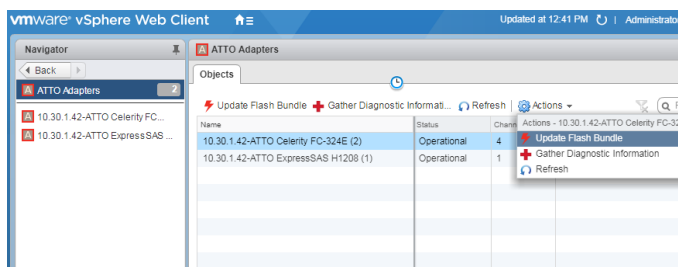 vmware® vSphere Web Client
Updated at 12:41 PM | Administrato
Navigator
Back
ATTO Adapters 2
10.30.1.42-ATTO Celerity FC...
10.30.1.42-ATTO ExpressSAS ...
ATTO Adapters
Objects
Update Flash Bundle Gather Diagnostic Informati... Refresh | Actions
Name Status Chann
10.30.1.42-ATTO Celerity FC-324E (2) Operational 4
10.30.1.42-ATTO ExpressSAS H1208 (1) Operational 1
Actions - 10.30.1.42-ATTO Celerity FC-32
Update Flash Bundle
Gather Diagnostic Information
Refresh